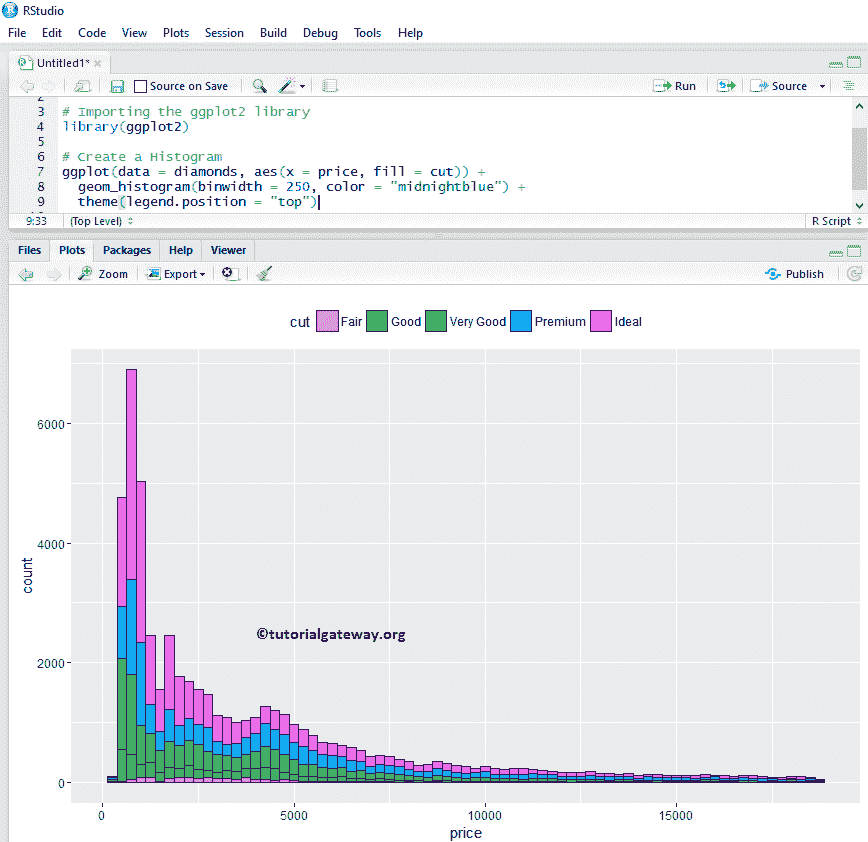 RStudio
File Edit Code View Plots Session Build Debug Tools Help
Untitled1*
Source on Save Run Source
3 # Importing the ggplot2 library
4 library(ggplot2)
5
6 # Create a Histogram
7 ggplot(data = diamonds, aes(x = price, fill = cut)) +
8 geom_histogram(binwidth = 250, color = "midnightblue") +
9 theme(legend.position = "top")
9:33 (Top Level) R Script
Files Plots Packages Help Viewer
Zoom Export Publish
cut Fair Good Very Good Premium Ideal
6000
4000
2000
0
count
©tutorialgateway.org
0 5000 10000 15000
price